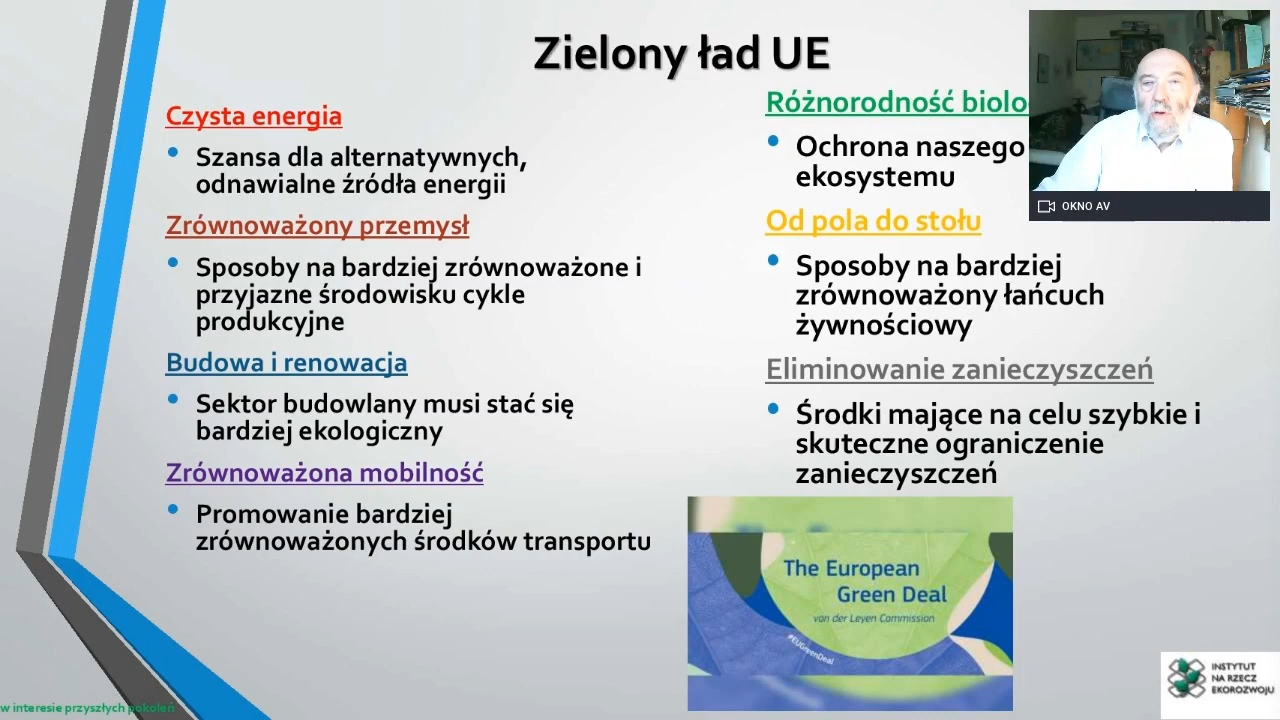 Zielony ład UE
Czysta energia
Szansa dla alternatywnych,
odnawialne źródła energii
Zrównoważony przemysł
Sposoby na bardziej zrównoważone i
przyjazne środowisku cykle
produkcyjne
Budowa i renowacja
Sektor budowlany musi stać się
bardziej ekologiczny
Zrównoważona mobilność
Promowanie bardziej
zrównoważonych środków transportu
Różnorodność biolo
Ochrona naszego
ekosystemu
Od pola do stołu
Sposoby na bardziej
zrównoważony łańcuch
żywnościowy
Eliminowanie zanieczyszczeń
Środki mające na celu szybkie i
skuteczne ograniczenie
zanieczyszczeń
OKNO AV
The European
Green Deal
von der Leyen Commission
#EUGreenDeal
INSTYTUT
NA RZECZ
EKOROZWOJU
w interesie przyszłych pokoleń